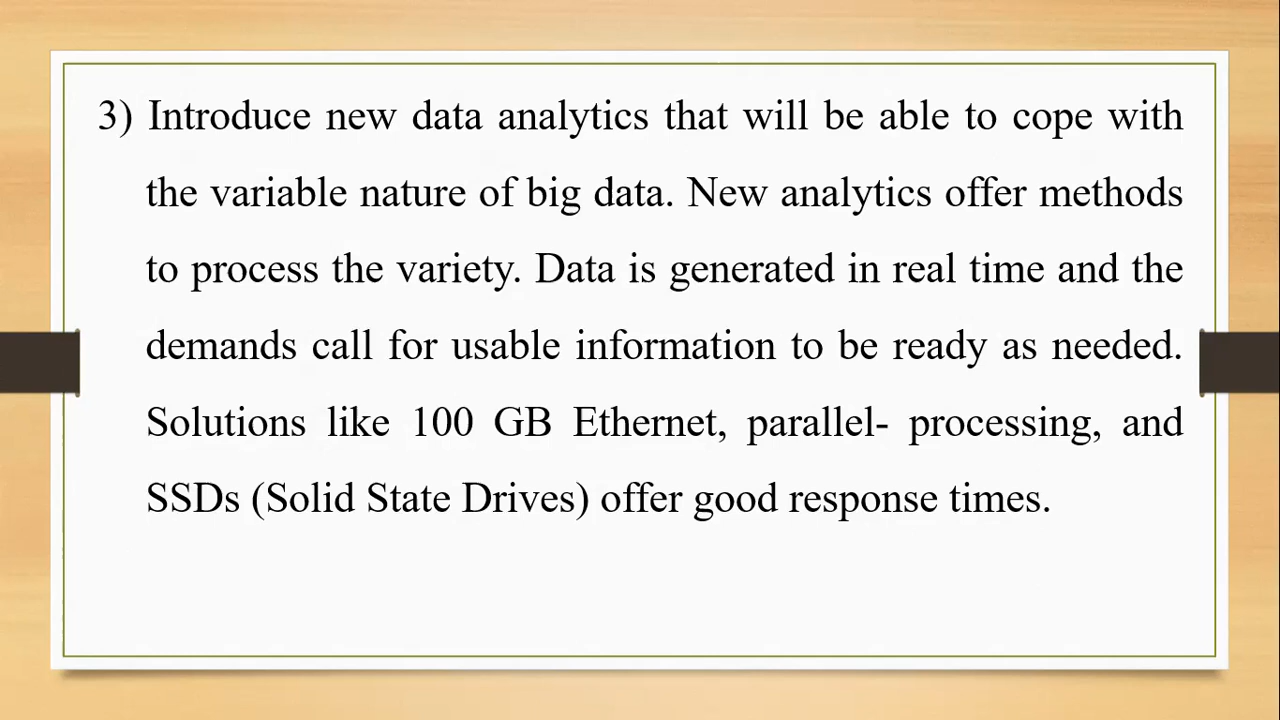 3) Introduce new data analytics that will be able to cope with
the variable nature of big data. New analytics offer methods
to process the variety. Data is generated in real time and the
demands call for usable information to be ready as needed.
Solutions like 100 GB Ethernet, parallel- processing, and
SSDs (Solid State Drives) offer good response times.